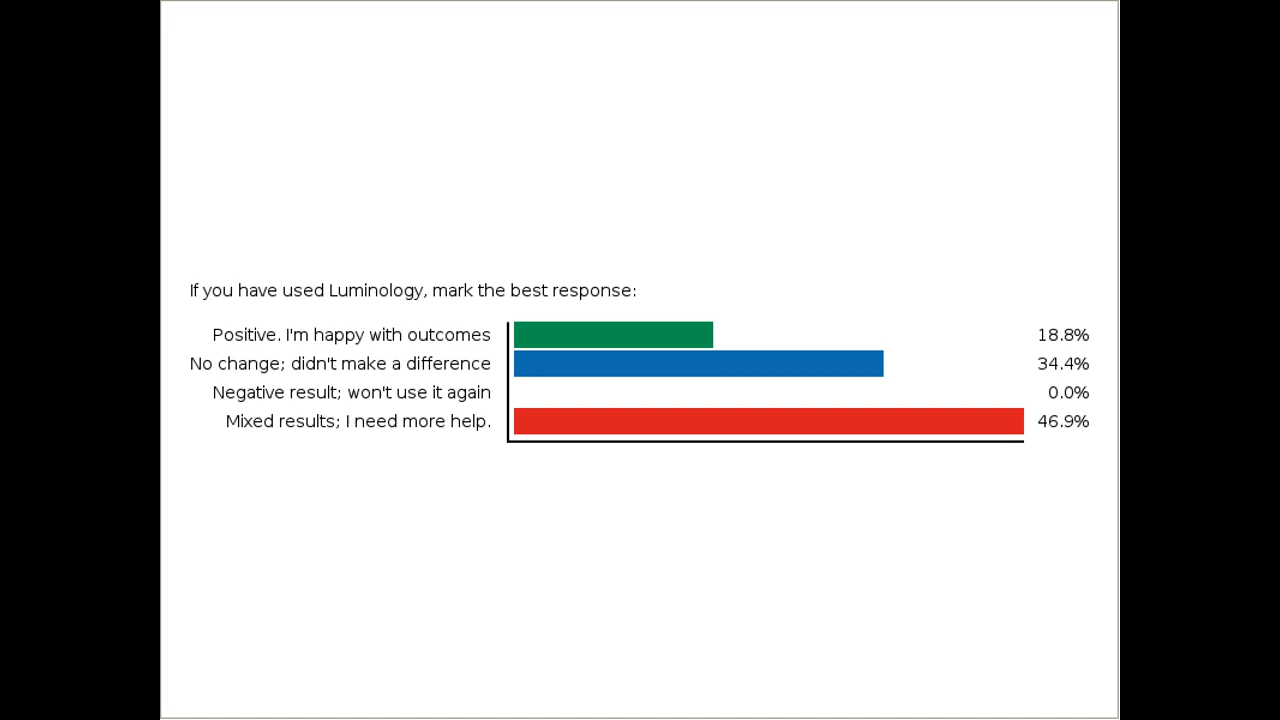 If you have used Luminology, mark the best response:
Positive. I'm happy with outcomes 18.8%
No change; didn't make a difference 34.4%
Negative result; won't use it again 0.0%
Mixed results; I need more help. 46.9%